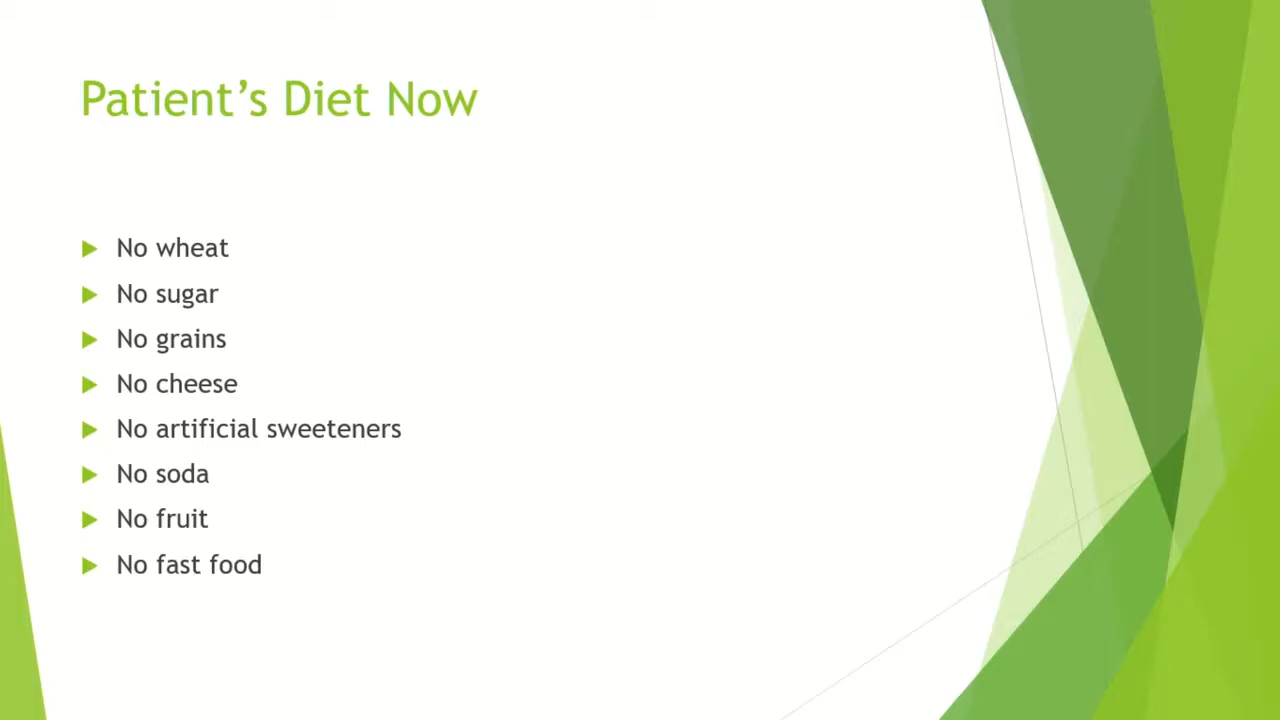 Patient’s Diet Now
No wheat
No sugar
No grains
No cheese
No artificial sweeteners
No soda
No fruit
No fast food